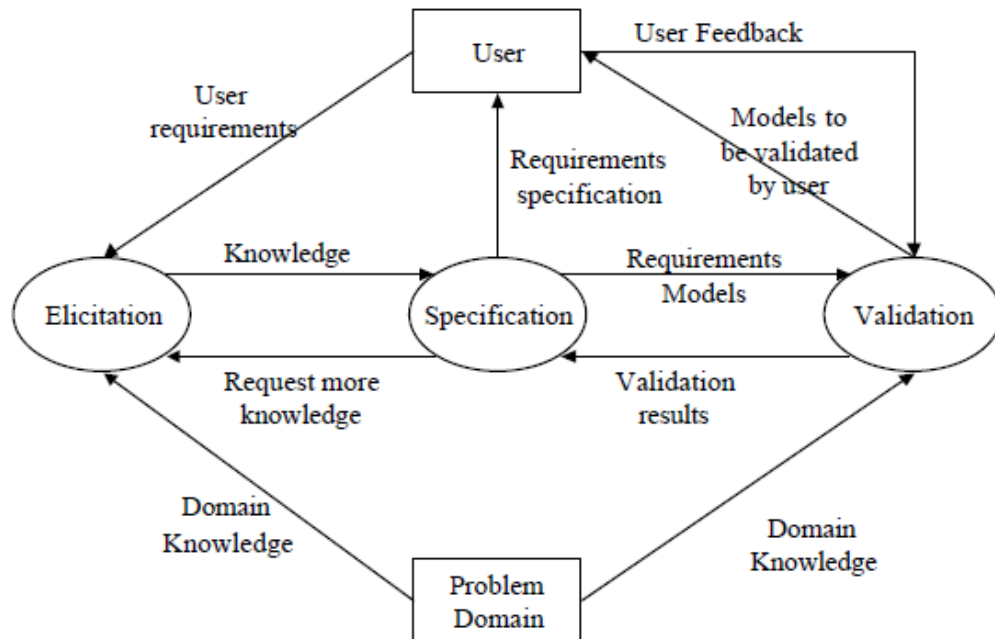 User Feedback
User
User
requirements
Models to
be validated
by user
Requirements
specification
Knowledge
Requirements
Models
Elicitation
Specification
Validation
Request more
knowledge
Validation
results
Domain
Knowledge
Domain
Knowledge
Problem
Domain